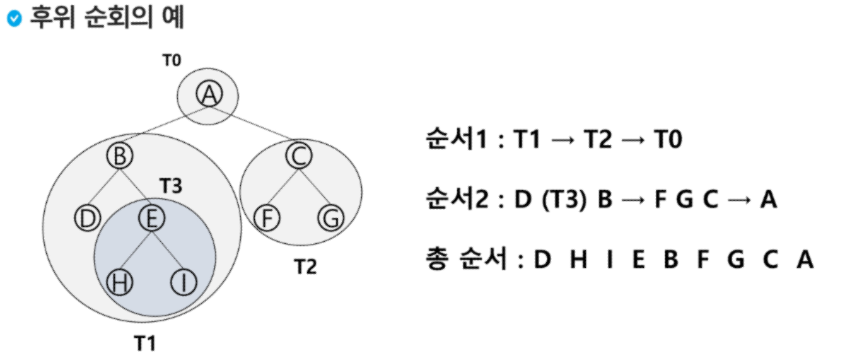 후위 순회의 예
T0
A
B
C
T3
D
E
F
G
H
I
T2
T1
순서1 : T1 → T2 → T0
순서2 : D (T3) B → F G C → A
총 순서 : D H I E B F G C A